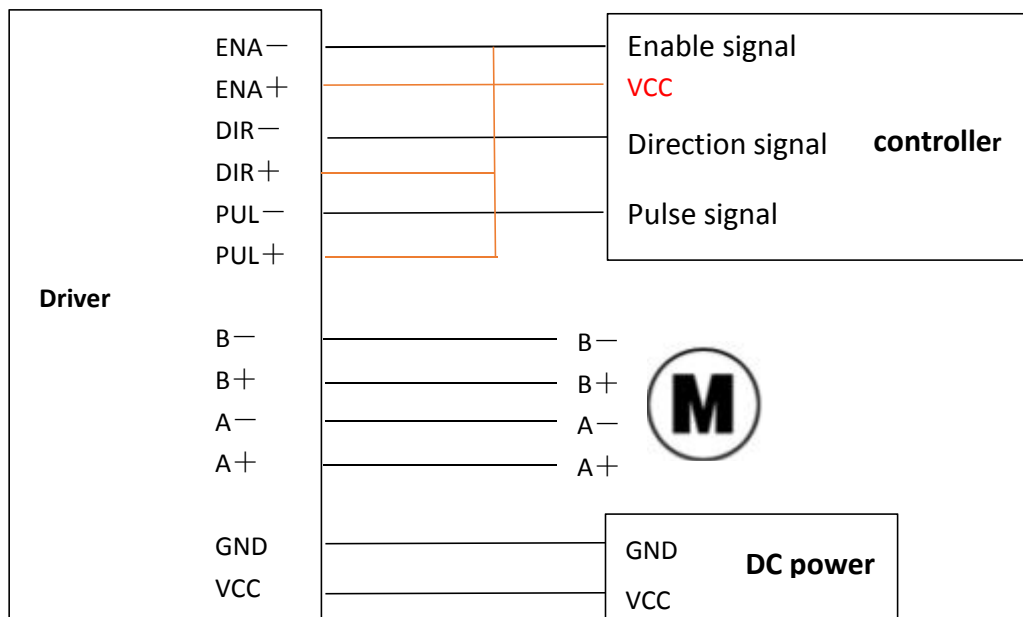 ENA－
ENA＋
DIR－
DIR＋
PUL－
PUL＋
Driver
B－
B＋
A－
A＋
GND
VCC
Enable signal
VCC
Direction signal
controller
Pulse signal
B－
B＋
A－
A＋
M
GND
DC power
VCC